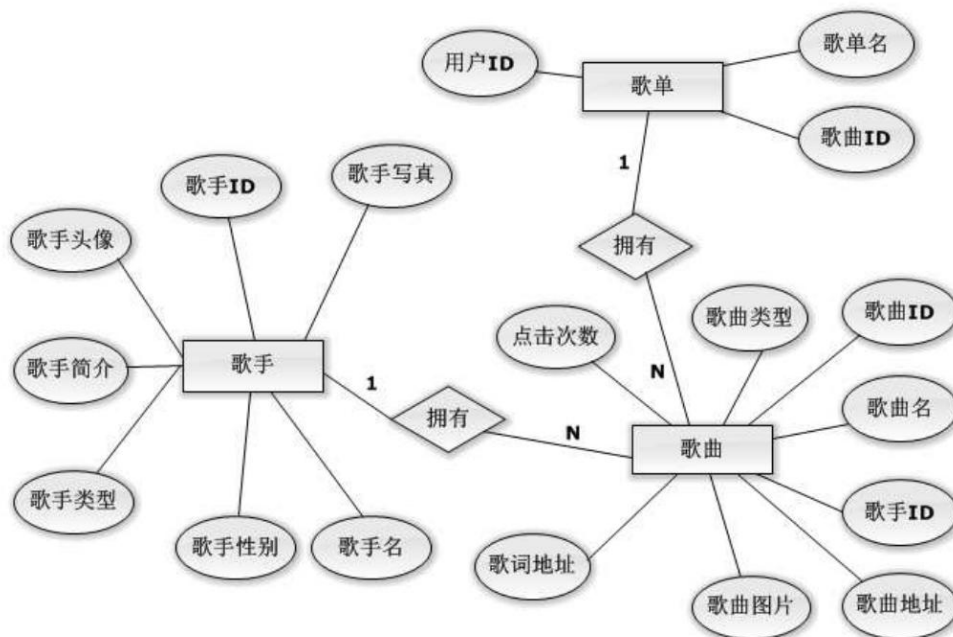 用户ID
歌单名
歌单
歌曲ID
1
拥有
N
歌手ID
歌手写真
歌手头像
歌手简介
歌手
歌手类型
歌手性别
歌手名
1
拥有
N
点击次数
歌曲类型
歌曲ID
歌曲名
歌曲
歌手ID
歌词地址
歌曲图片
歌曲地址